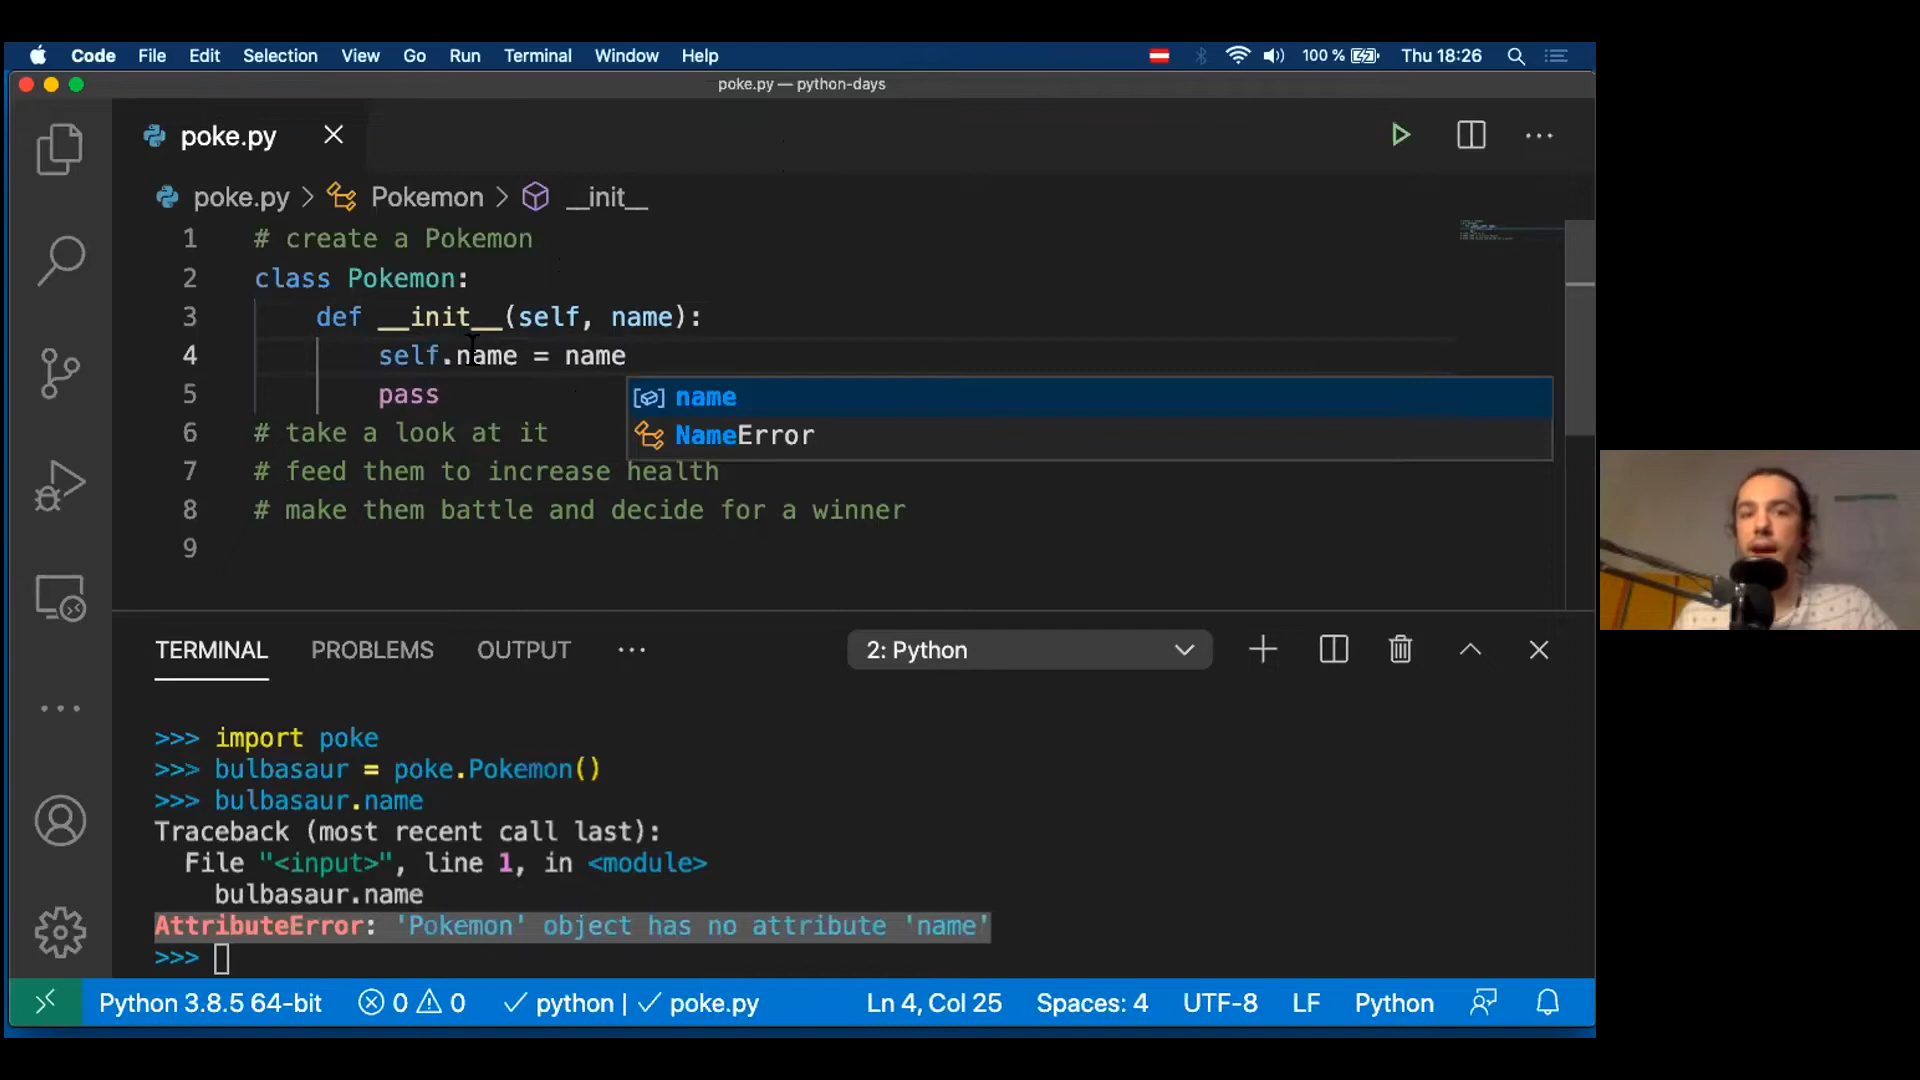 Code File Edit Selection View Go Run Terminal Window Help 100 % Thu 18:26
poke.py — python-days
poke.py
poke.py > Pokemon > __init__
1 # create a Pokemon
2 class Pokemon:
3 def __init__(self, name):
4 self.name = name
5 pass
name
6 # take a look at it
NameError
7 # feed them to increase health
8 # make them battle and decide for a winner
9
TERMINAL PROBLEMS OUTPUT ··· 2: Python
>>> import poke
>>> bulbasaur = poke.Pokemon()
>>> bulbasaur.name
Traceback (most recent call last):
File "<input>", line 1, in <module>
bulbasaur.name
AttributeError: 'Pokemon' object has no attribute 'name'
>>>
Python 3.8.5 64-bit 0 0 ✓ python | ✓ poke.py Ln 4, Col 25 Spaces: 4 UTF-8 LF Python